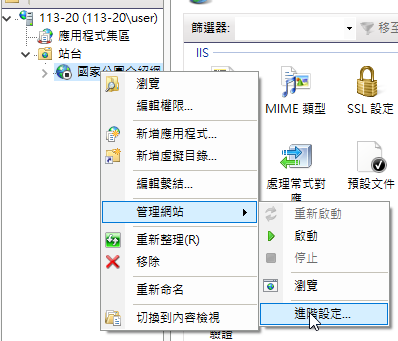 113-20 (113-20\user)
應用程式集區
站台
國家公園介紹網
篩選器:
移至
IIS
MIME 類型
SSL 設定
處理常式對
應
預設文件
驗證
瀏覽
編輯權限...
新增應用程式...
新增虛擬目錄...
編輯繫結...
管理網站
重新整理(R)
移除
重新命名
切換到內容檢視
重新啟動
啟動
停止
瀏覽
進階設定...